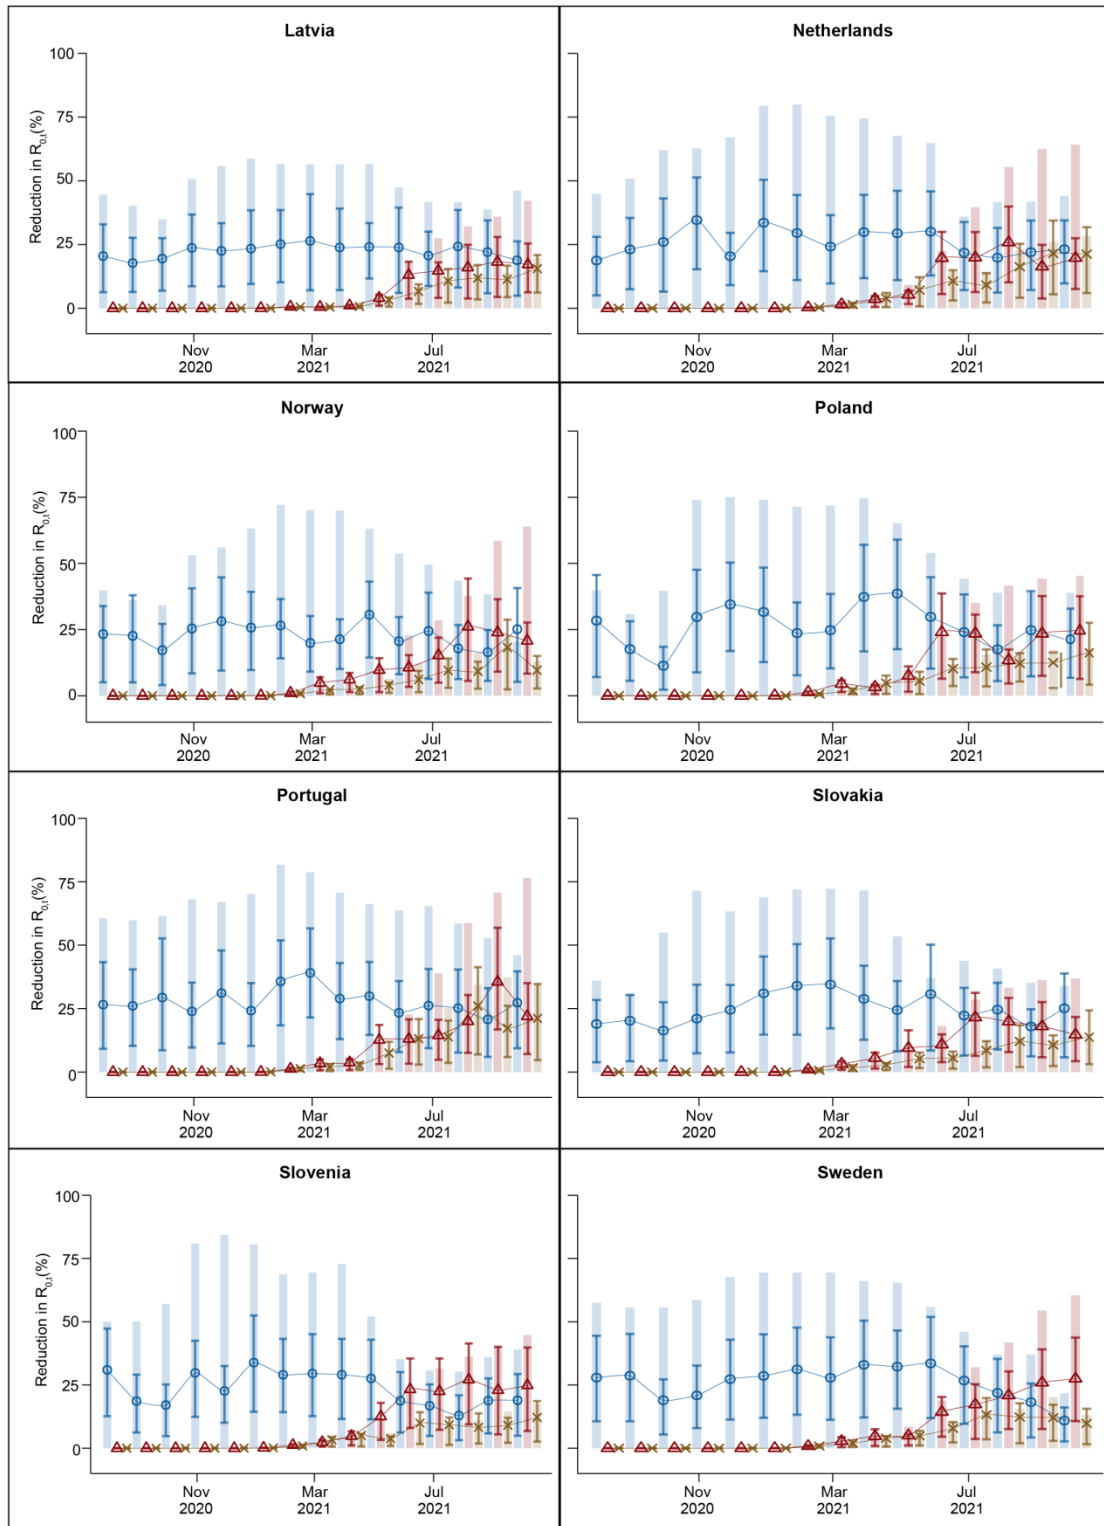 Latvia
Netherlands
Reduction in R0,t(%)
100
75
50
25
0
Nov
2020
Mar
2021
Jul
2021
Nov
2020
Mar
2021
Jul
2021
Norway
Poland
Reduction in R0,t(%)
100
75
50
25
0
Nov
2020
Mar
2021
Jul
2021
Nov
2020
Mar
2021
Jul
2021
Portugal
Slovakia
Reduction in R0,t(%)
100
75
50
25
0
Nov
2020
Mar
2021
Jul
2021
Nov
2020
Mar
2021
Jul
2021
Slovenia
Sweden
Reduction in R0,t(%)
100
75
50
25
0
Nov
2020
Mar
2021
Jul
2021
Nov
2020
Mar
2021
Jul
2021